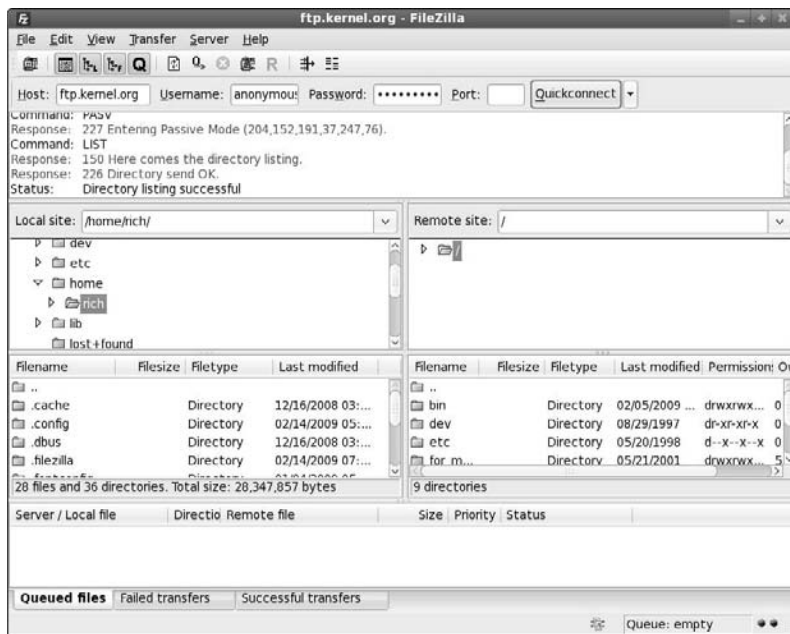 ftp.kernel.org - FileZilla
File Edit View Transfer Server Help
Host: ftp.kernel.org Username: anonymous Password: ••••••••• Port: Quickconnect
Command: PASV
Response: 227 Entering Passive Mode (204,152,191,37,247,76).
Command: LIST
Response: 150 Here comes the directory listing.
Response: 226 Directory send OK.
Status: Directory listing successful
Local site: /home/rich/
Remote site: /
dev
etc
home
rich
lib
lost+found
/
Filename Filesize Filetype Last modified
..
.cache Directory 12/16/2008 03:...
.config Directory 02/14/2009 05:...
.dbus Directory 12/16/2008 03:...
.filezilla Directory 02/14/2009 07:...
28 files and 36 directories. Total size: 28,347,857 bytes
Filename Filesize Filetype Last modified Permission: O
..
bin Directory 02/05/2009 ... drwxrwx... 0
dev Directory 08/29/1997 dr-xr-xr-x 0
etc Directory 05/20/1998 d--x--x--x 0
for_m... Directory 05/21/2001 drwxrwx... 5
9 directories
Server / Local file Directio Remote file Size Priority Status
Queued files Failed transfers Successful transfers
Queue: empty